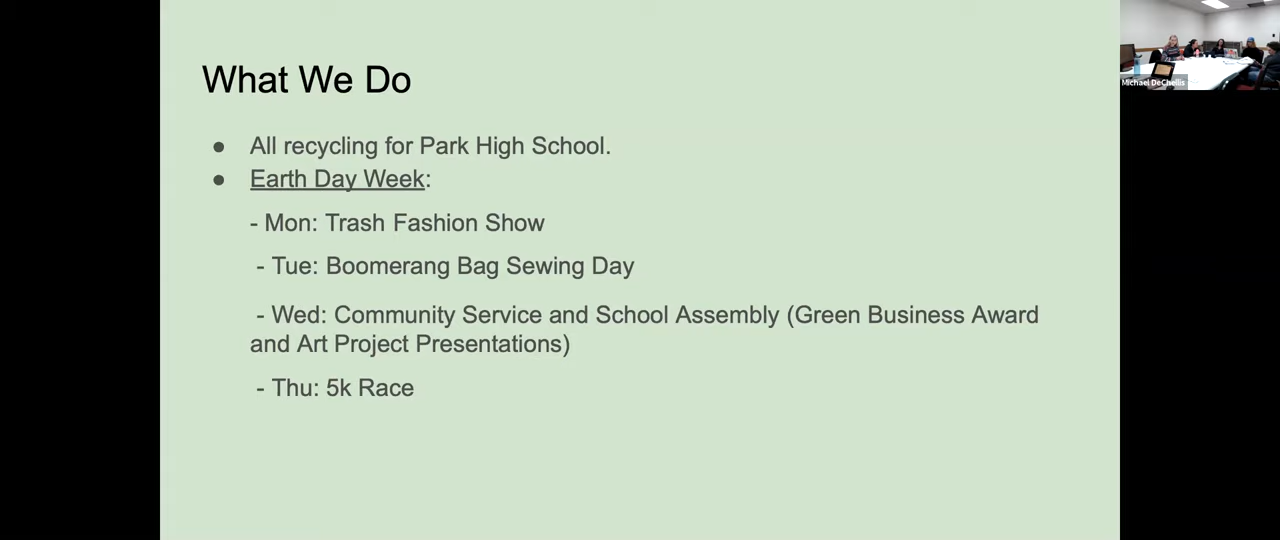 What We Do
● All recycling for Park High School.
● Earth Day Week:
- Mon: Trash Fashion Show
- Tue: Boomerang Bag Sewing Day
- Wed: Community Service and School Assembly (Green Business Award
and Art Project Presentations)
- Thu: 5k Race
Michael DeChellis